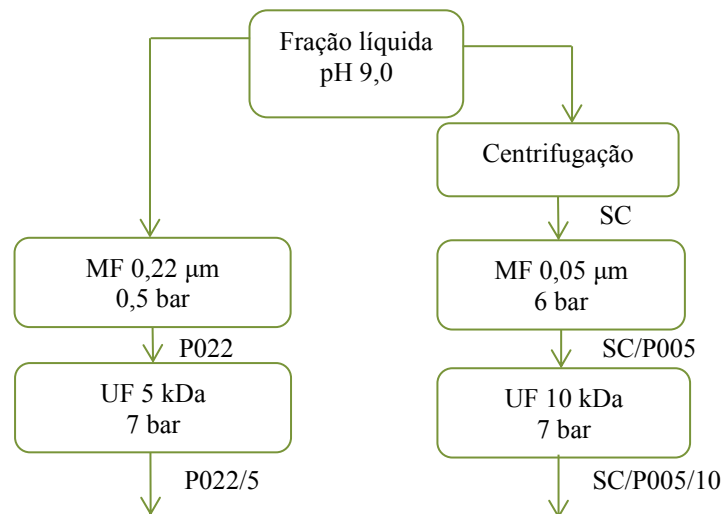 Fração líquida
pH 9,0
Centrifugação
SC
MF 0,22 μm
0,5 bar
MF 0,05 μm
6 bar
P022
SC/P005
UF 5 kDa
7 bar
UF 10 kDa
7 bar
P022/5
SC/P005/10